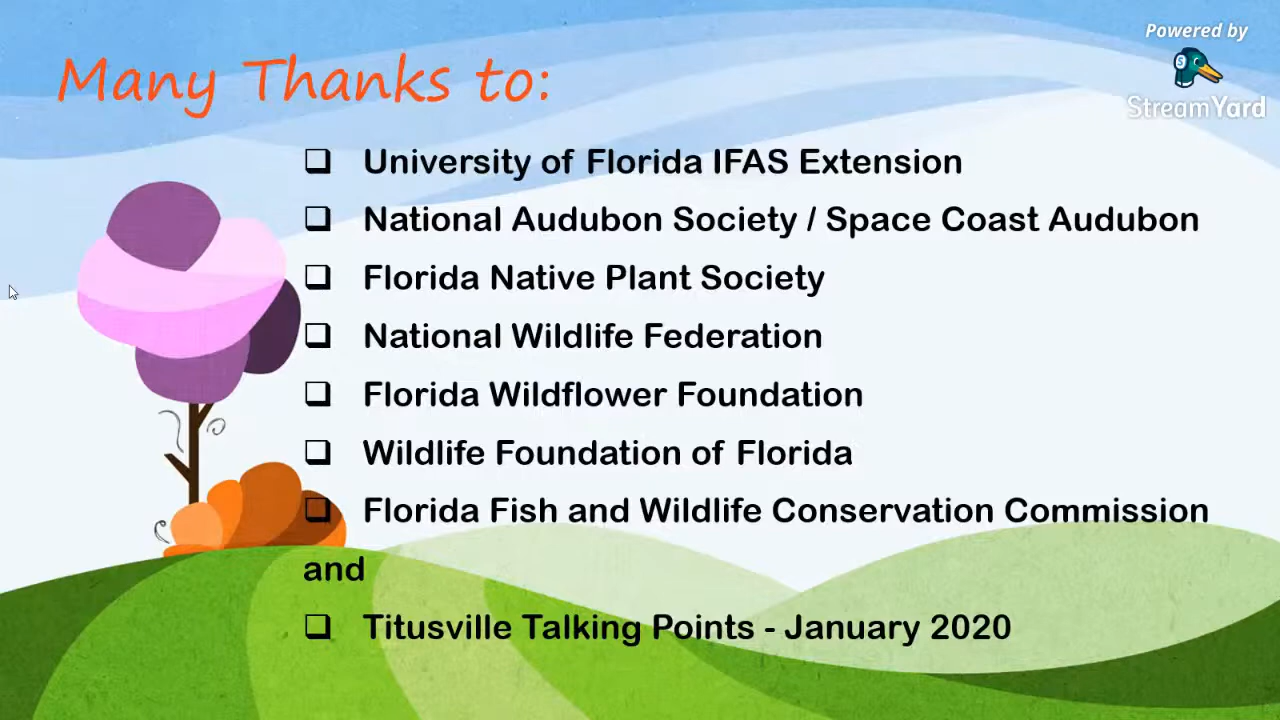 Powered by
StreamYard
Many Thanks to:
❑ University of Florida IFAS Extension
❑ National Audubon Society / Space Coast Audubon
❑ Florida Native Plant Society
❑ National Wildlife Federation
❑ Florida Wildflower Foundation
❑ Wildlife Foundation of Florida
❑ Florida Fish and Wildlife Conservation Commission
and
❑ Titusville Talking Points - January 2020